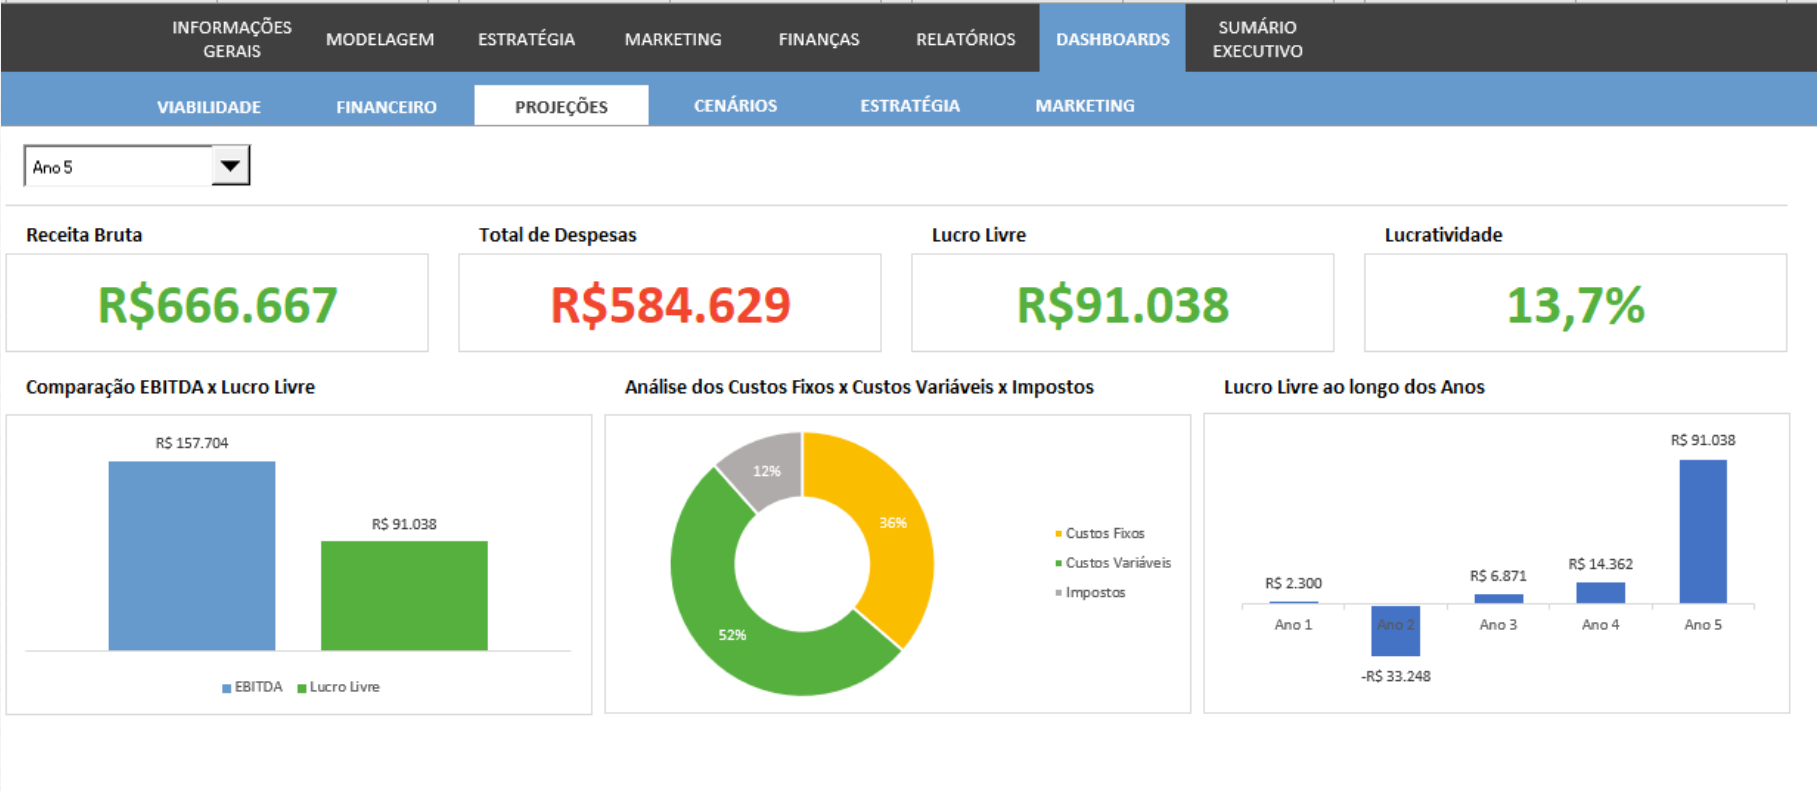 INFORMAÇÕES
GERAIS
MODELAGEM
ESTRATÉGIA
MARKETING
FINANÇAS
RELATÓRIOS
DASHBOARDS
SUMÁRIO
EXECUTIVO
VIABILIDADE
FINANCEIRO
PROJEÇÕES
CENÁRIOS
ESTRATÉGIA
MARKETING
Ano 5
Receita Bruta
R$666.667
Total de Despesas
R$584.629
Lucro Livre
R$91.038
Lucratividade
13,7%
Comparação EBITDA x Lucro Livre
R$ 157.704
R$ 91.038
EBITDA
Lucro Livre
Análise dos Custos Fixos x Custos Variáveis x Impostos
12%
36%
52%
Custos Fixos
Custos Variáveis
Impostos
Lucro Livre ao longo dos Anos
R$ 91.038
R$ 2.300
R$ 6.871
R$ 14.362
Ano 1
Ano 2
Ano 3
Ano 4
Ano 5
-R$ 33.248